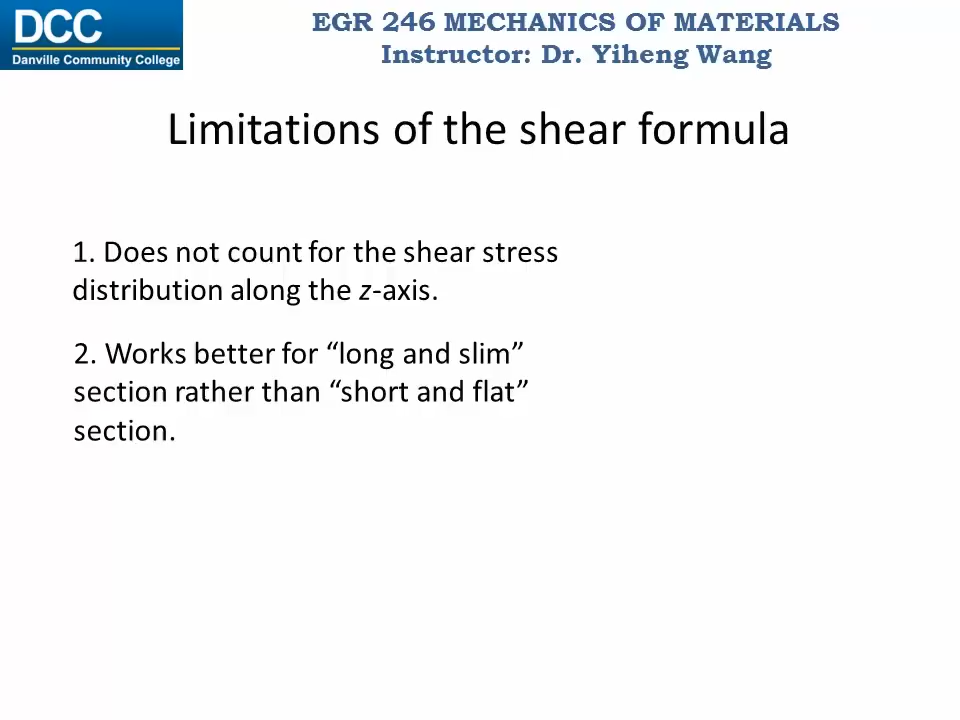 DCC
Danville Community College
EGR 246 MECHANICS OF MATERIALS
Instructor: Dr. Yiheng Wang
Limitations of the shear formula
1. Does not count for the shear stress
distribution along the z-axis.
2. Works better for “long and slim”
section rather than “short and flat”
section.